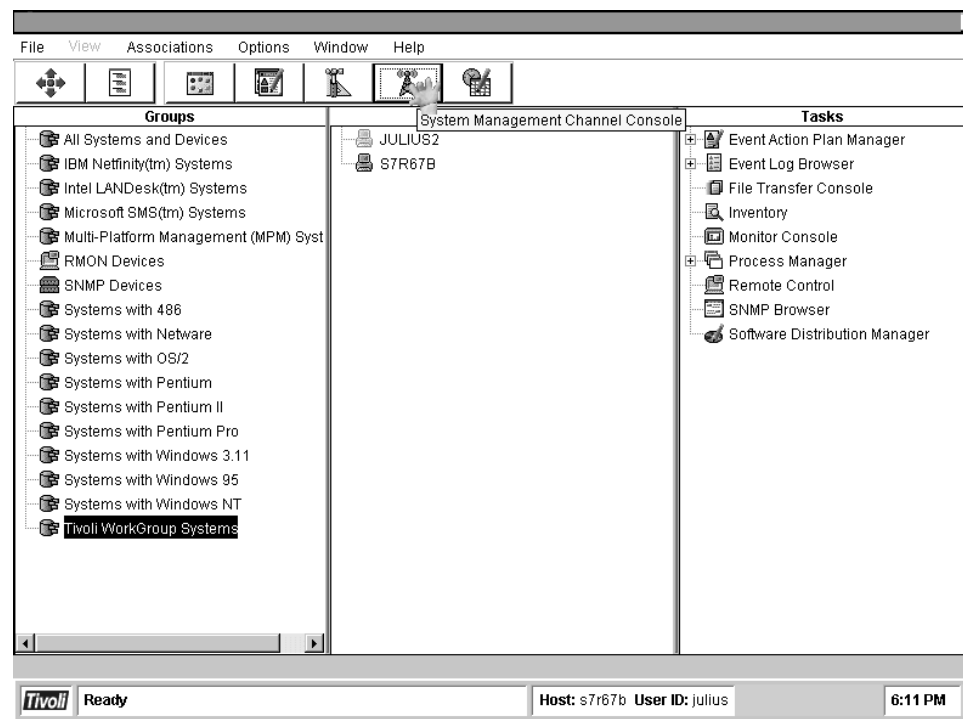 File View Associations Options Window Help
System Management Channel Console
Groups
All Systems and Devices
IBM Netfinity(tm) Systems
Intel LANDesk(tm) Systems
Microsoft SMS(tm) Systems
Multi-Platform Management (MPM) Syst
RMON Devices
SNMP Devices
Systems with 486
Systems with Netware
Systems with OS/2
Systems with Pentium
Systems with Pentium II
Systems with Pentium Pro
Systems with Windows 3.11
Systems with Windows 95
Systems with Windows NT
Tivoli WorkGroup Systems
JULIUS2
S7R67B
Tasks
Event Action Plan Manager
Event Log Browser
File Transfer Console
Inventory
Monitor Console
Process Manager
Remote Control
SNMP Browser
Software Distribution Manager
Tivoli Ready Host: s7r67b User ID: julius 6:11 PM